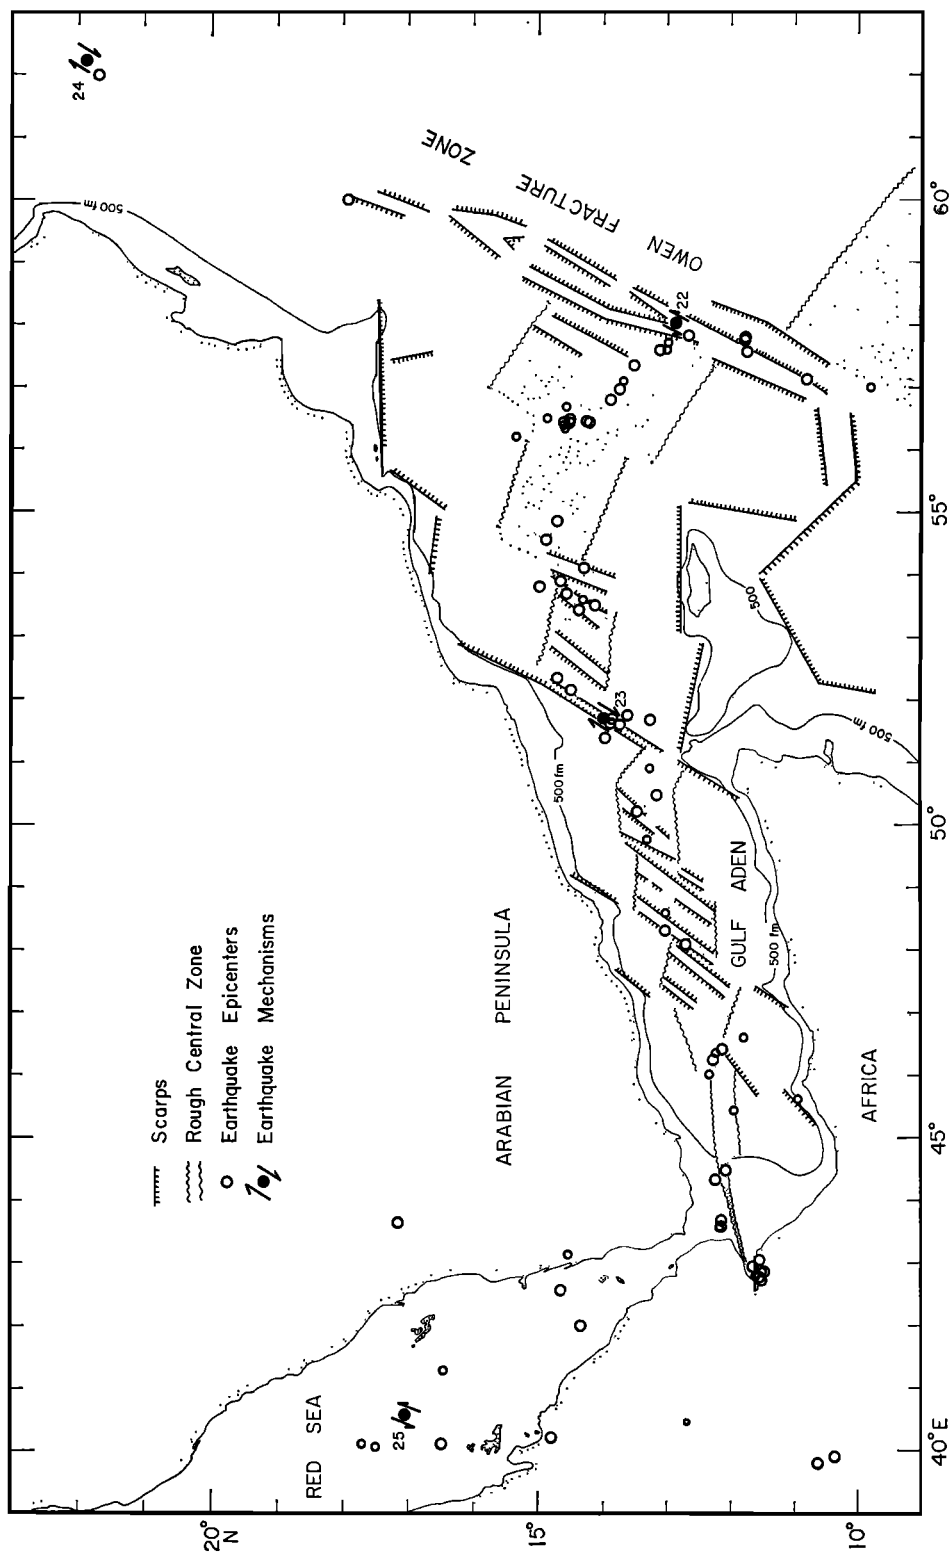 Scarps
Rough Central Zone
Earthquake Epicenters
Earthquake Mechanisms
ARABIAN PENINSULA
RED SEA
GULF ADEN
AFRICA
OWEN FRACTURE ZONE
500 fm
500 fm
500 fm
500 fm
500
22
23
24
25
20°
N
15°
10°
40° E
45°
50°
55°
60°